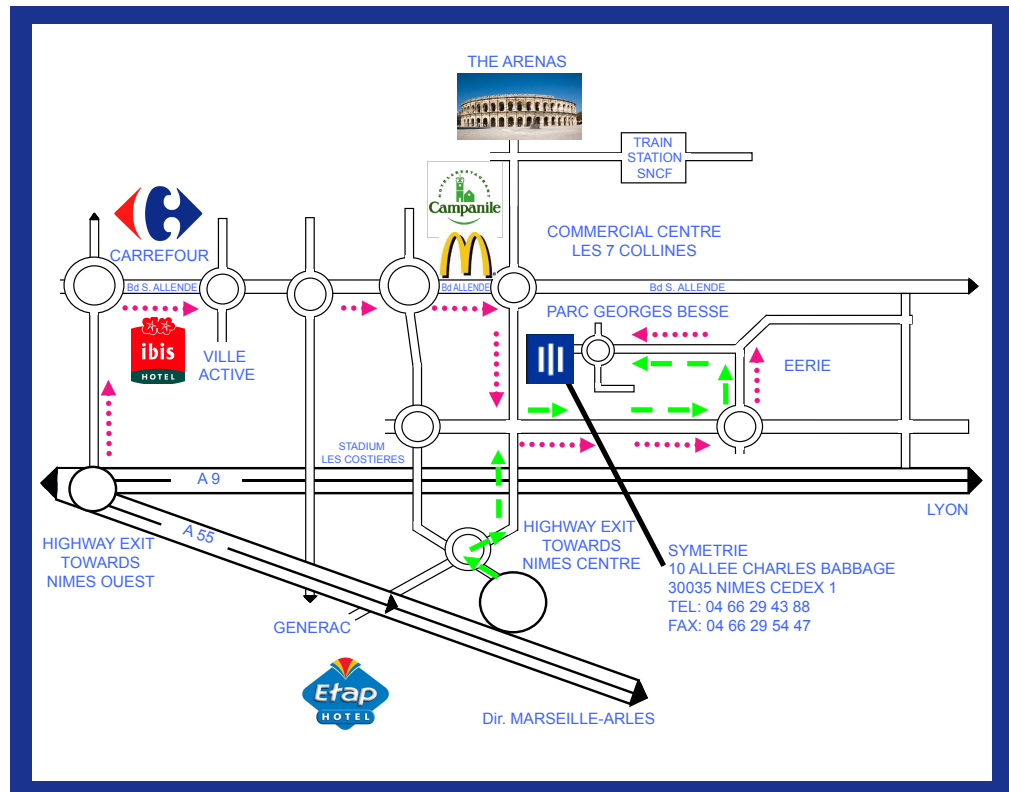 THE ARENAS
TRAIN
STATION
SNCF
HOTEL RESTAURANT
Campanile
COMMERCIAL CENTRE
LES 7 COLLINES
CARREFOUR
Bd S. ALLENDE
Bd ALLENDE
Bd S. ALLENDE
PARC GEORGES BESSE
ibis
HOTEL
VILLE
ACTIVE
EERIE
STADIUM
LES COSTIERES
A 9
LYON
A 55
HIGHWAY EXIT
TOWARDS
NIMES OUEST
HIGHWAY EXIT
TOWARDS
NIMES CENTRE
SYMETRIE
10 ALLEE CHARLES BABBAGE
30035 NIMES CEDEX 1
TEL: 04 66 29 43 88
FAX: 04 66 29 54 47
GENERAC
Etap
HOTEL
Dir. MARSEILLE-ARLES